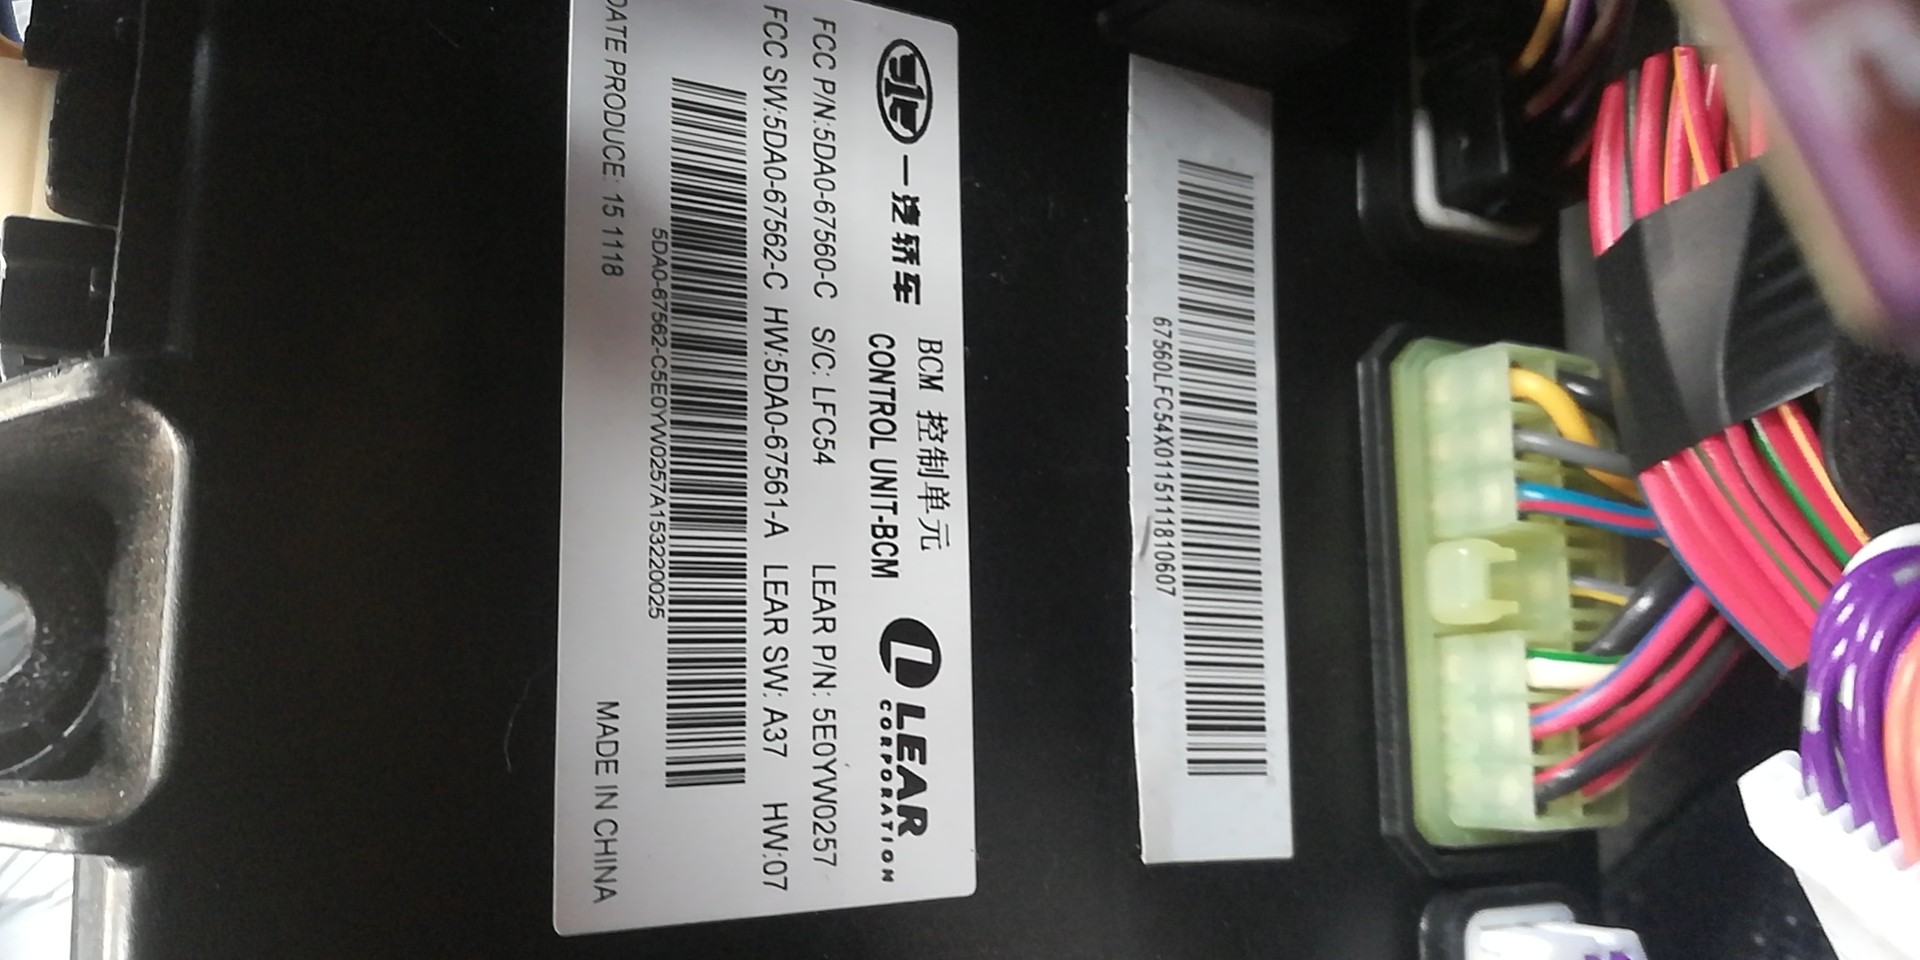 一汽轿车
BCM 控制单元
CONTROL UNIT-BCM
LEAR
CORPORATION
FCC P/N:5DA0-67560-C S/C: LFC54 LEAR P/N: 5E0YW0257
FCC SW:5DA0-67562-C HW:5DA0-67561-A LEAR SW: A37 HW:07
5DA0-67562-C5E0YW0257A153220025
DATE PRODUCE: 15 1118 MADE IN CHINA
67560LFC54X0115111810607